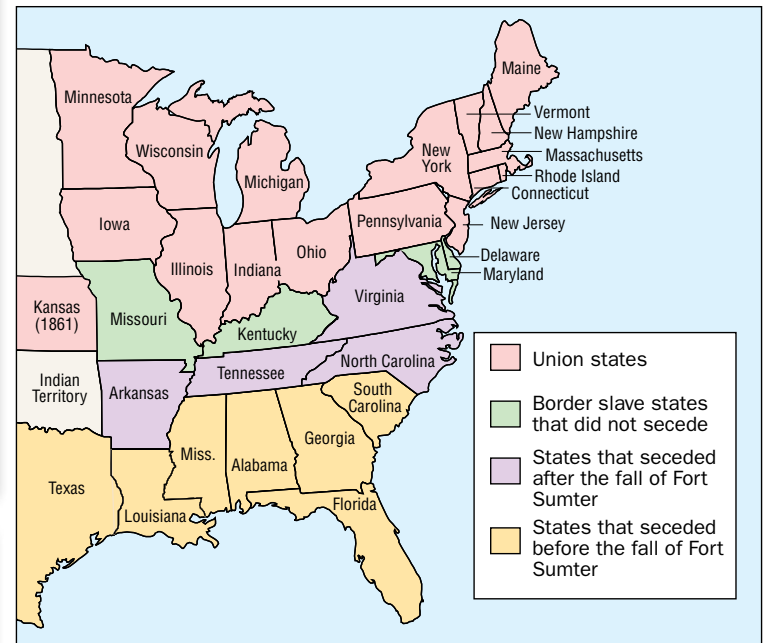 Maine
Minnesota
Vermont
New Hampshire
Wisconsin
New
York
Massachusetts
Michigan
Rhode Island
Connecticut
Iowa
Pennsylvania
New Jersey
Ohio
Illinois
Indiana
Delaware
Maryland
Virginia
Kansas
(1861)
Missouri
Kentucky
North Carolina
Tennessee
Indian
Territory
Arkansas
South
Carolina
Georgia
Miss.
Alabama
Texas
Louisiana
Florida
Union states
Border slave states
that did not secede
States that seceded
after the fall of Fort
Sumter
States that seceded
before the fall of Fort
Sumter